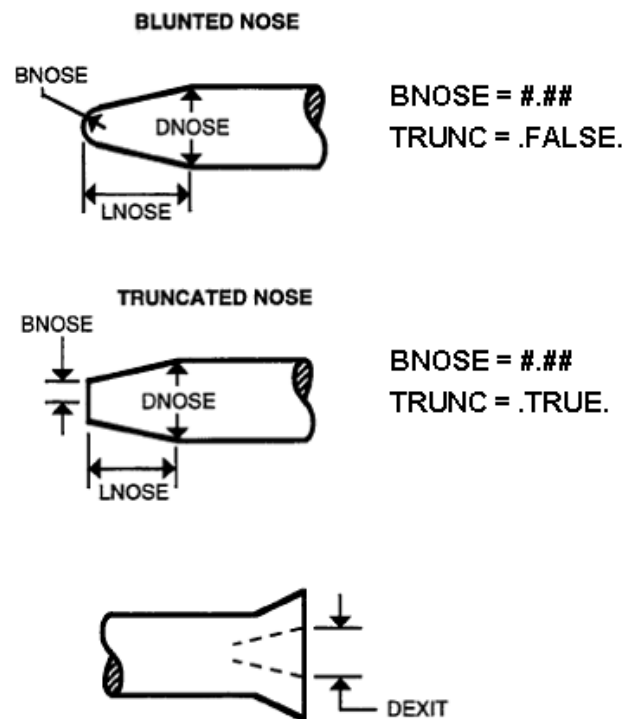 BLUNTED NOSE
BNOSE
DNOSE
LNOSE
BNOSE = #.##
TRUNC = .FALSE.
TRUNCATED NOSE
BNOSE
DNOSE
LNOSE
BNOSE = #.##
TRUNC = .TRUE.
DEXIT